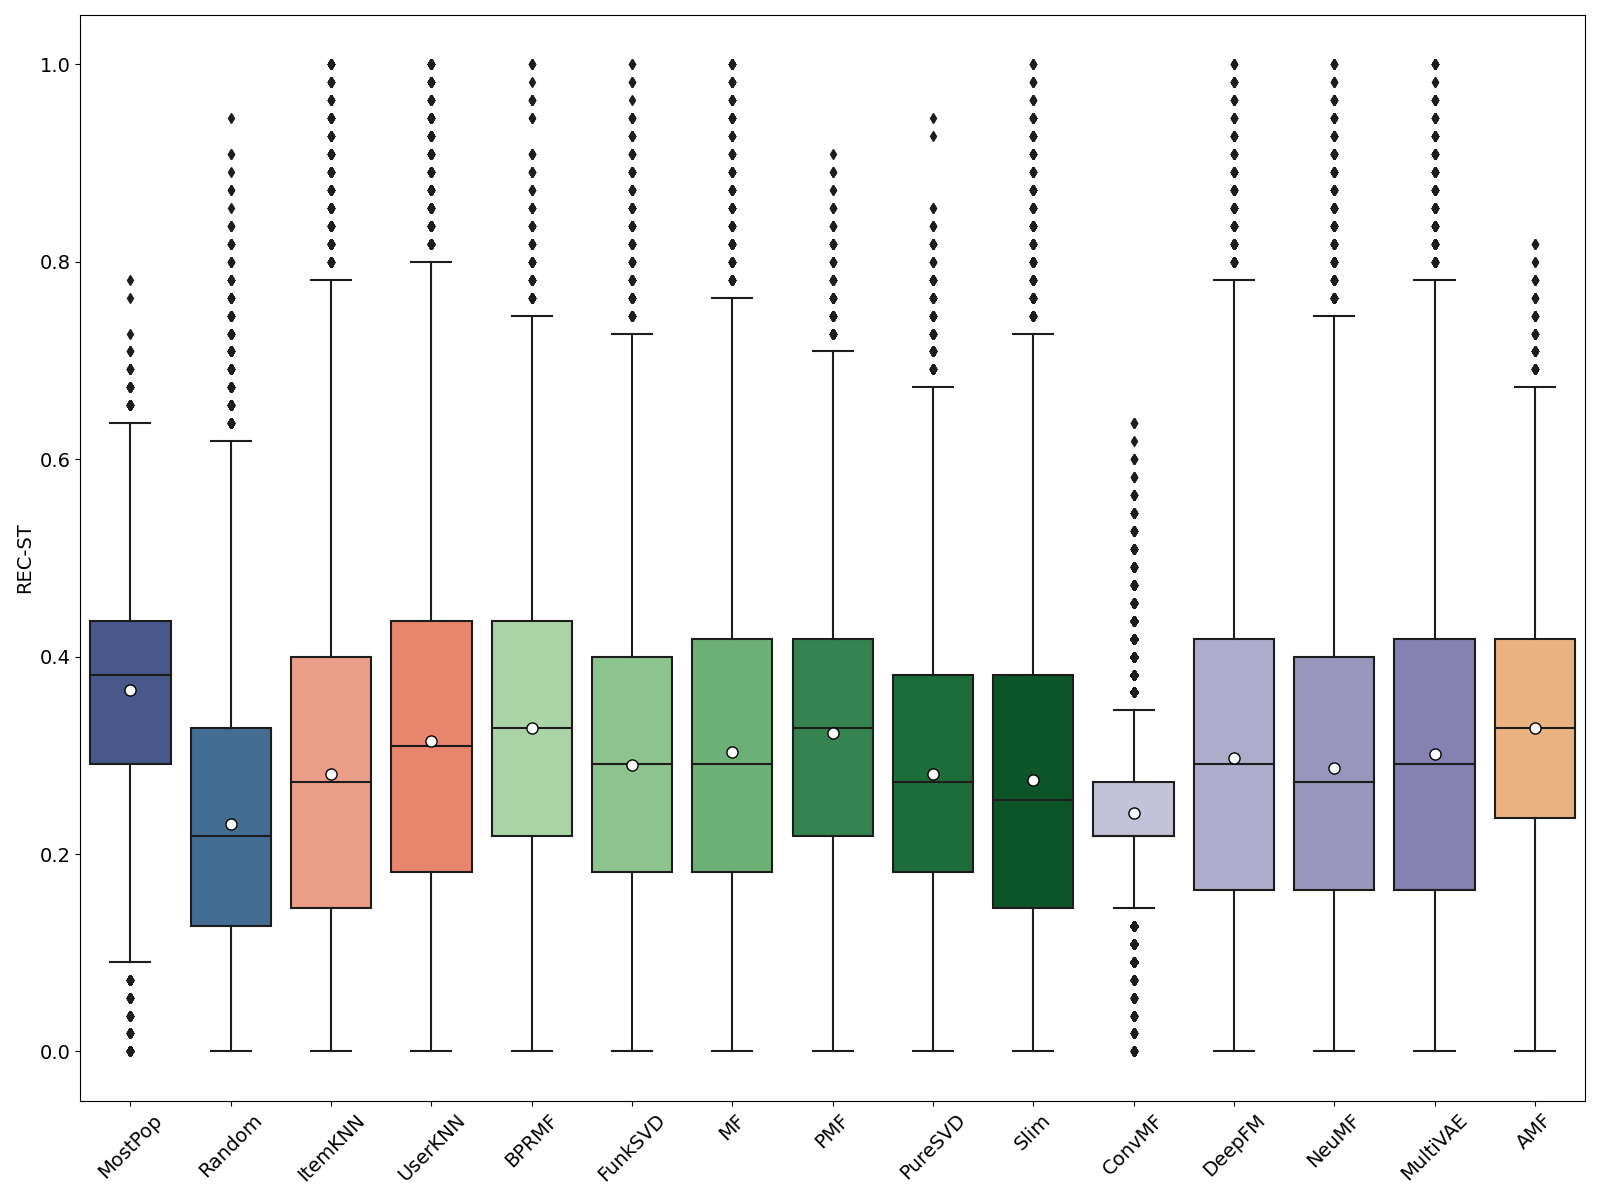 REC-ST
1.0
0.8
0.6
0.4
0.2
0.0
MostPop
Random
ItemKNN
UserKNN
BPRMF
FunkSVD
MF
PMF
PureSVD
Slim
ConvMF
DeepFM
NeuMF
MultiVAE
AMF